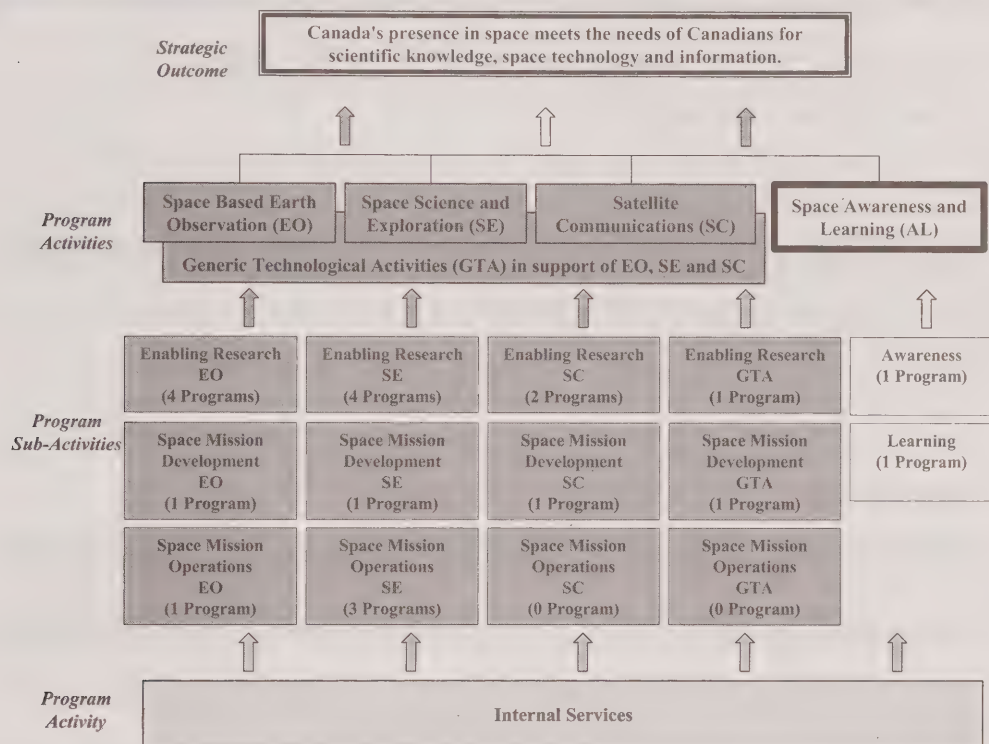 Strategic
Outcome
Canada's presence in space meets the needs of Canadians for
scientific knowledge, space technology and information.
Program
Activities
Space Based Earth
Observation (EO)
Space Science and
Exploration (SE)
Satellite
Communications (SC)
Space Awareness and
Learning (AL)
Generic Technological Activities (GTA) in support of EO, SE and SC
Program
Sub-Activities
Enabling Research
EO
(4 Programs)
Enabling Research
SE
(4 Programs)
Enabling Research
SC
(2 Programs)
Enabling Research
GTA
(1 Program)
Awareness
(1 Program)
Space Mission
Development
EO
(1 Program)
Space Mission
Development
SE
(1 Program)
Space Mission
Development
SC
(1 Program)
Space Mission
Development
GTA
(1 Program)
Learning
(1 Program)
Space Mission
Operations
EO
(1 Program)
Space Mission
Operations
SE
(3 Programs)
Space Mission
Operations
SC
(0 Program)
Space Mission
Operations
GTA
(0 Program)
Program
Activity
Internal Services